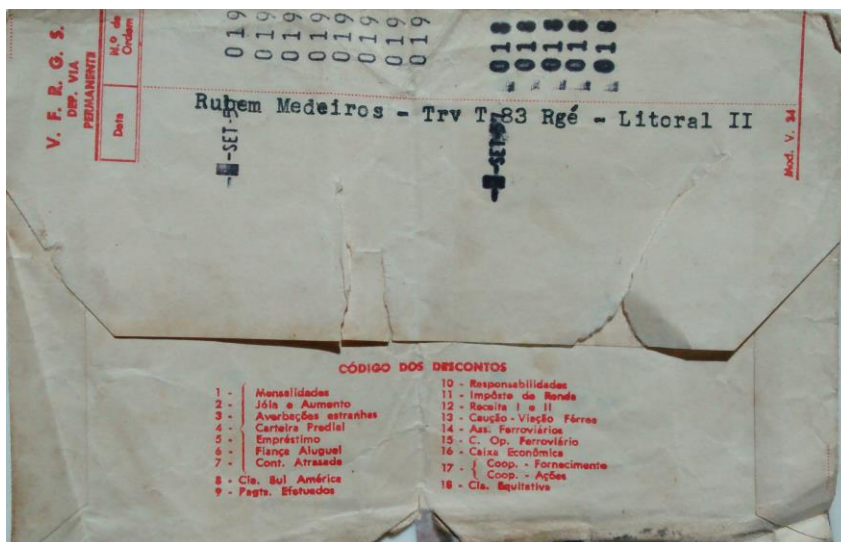 V. F. R. G. S.
DEP. VIA
PERMANENTE
N.º de
Ordem
Data
019 019 019 019 019 019 019
018 018 018 018 018
Rubem Medeiros - Trv T 83 Rgé - Litoral II
-SET-57
-SET-
Mod. V. 34
CÓDIGO DOS DESCONTOS
1 - Mensalidades
2 - Jóia e Aumento
3 - Averbações estranhas
4 - Carteira Predial
5 - Empréstimo
6 - Fiança Aluguel
7 - Cont. Atrasada
8 - Cia. Sul América
9 - Pagts. Efetuados
10 - Responsabilidades
11 - Impôsto de Renda
12 - Receita I e II
13 - Caução - Viação Férrea
14 - Ass. Ferroviários
15 - C. Op. Ferroviário
16 - Caixa Econômica
17 - { Coop. - Fornecimento
{ Coop. - Ações
18 - Cia. Equitativa